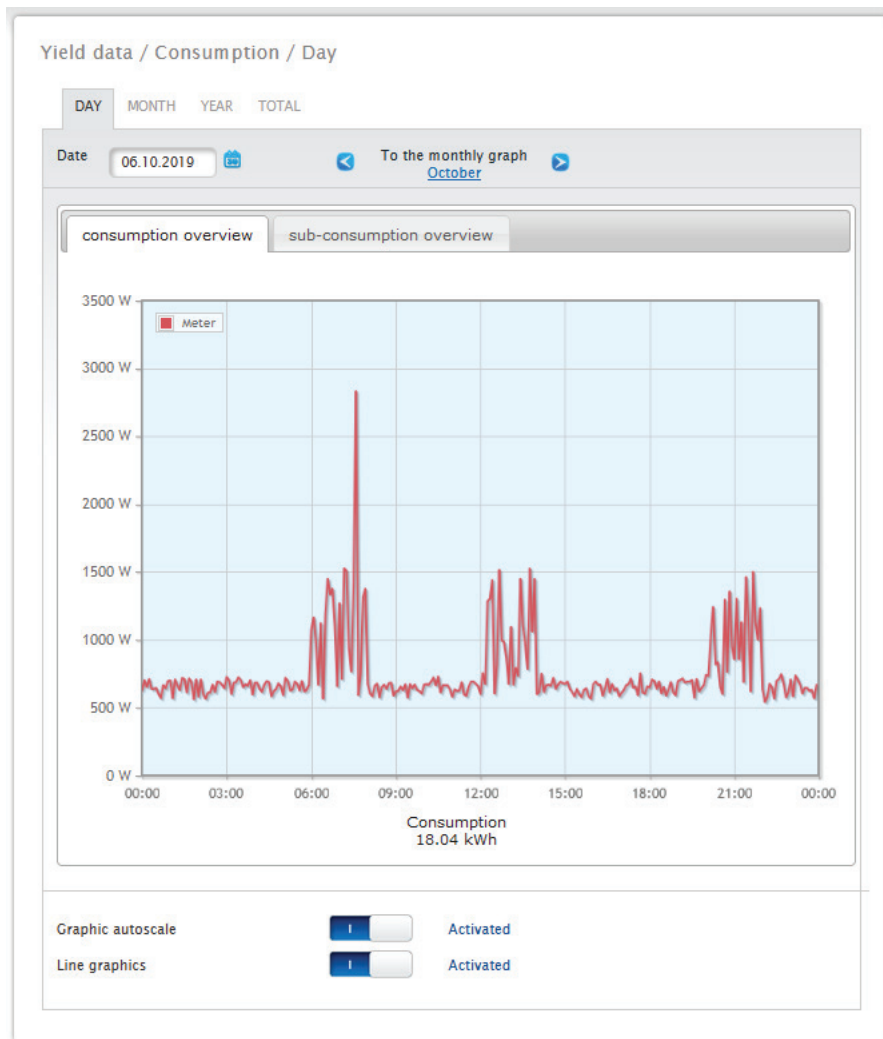 Yield data / Consumption / Day
DAY MONTH YEAR TOTAL
Date 06.10.2019 To the monthly graph
October
consumption overview sub-consumption overview
3500 W
Meter
3000 W
2500 W
2000 W
1500 W
1000 W
500 W
0 W
00:00 03:00 06:00 09:00 12:00 15:00 18:00 21:00 00:00
Consumption
18.04 kWh
Graphic autoscale I Activated
Line graphics I Activated